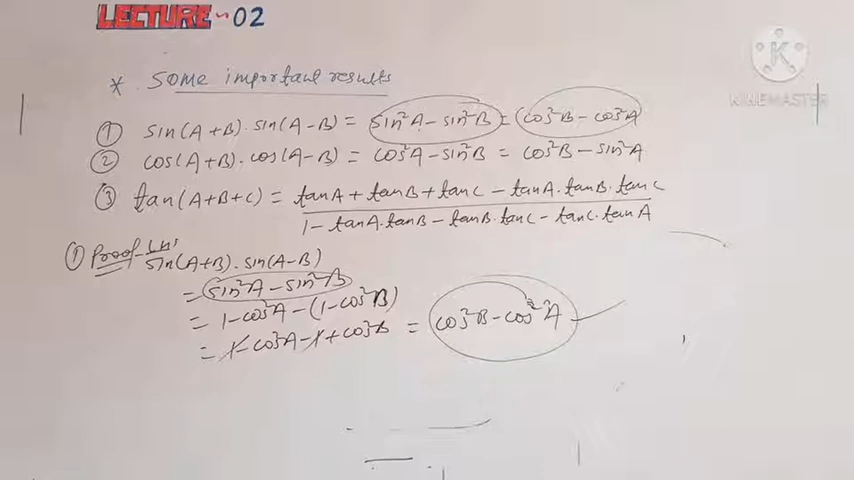 LECTURE-02
K
KINEMASTER
* Some important results
① sin(A+B).sin(A-B) = sin²A - sin²B = cos²B - cos²A
② cos(A+B).cos(A-B) = cos²A - sin²B = cos²B - sin²A
③ tan(A+B+C) = tanA + tanB + tanC - tanA.tanB.tanC
1 - tanA.tanB - tanB.tanC - tanC.tanA
① Proof- LHS
sin(A+B).sin(A-B)
= sin²A - sin²B
= 1-cos²A - (1-cos²B)
= 1-cos²A-1+cos²B = cos²B - cos²A